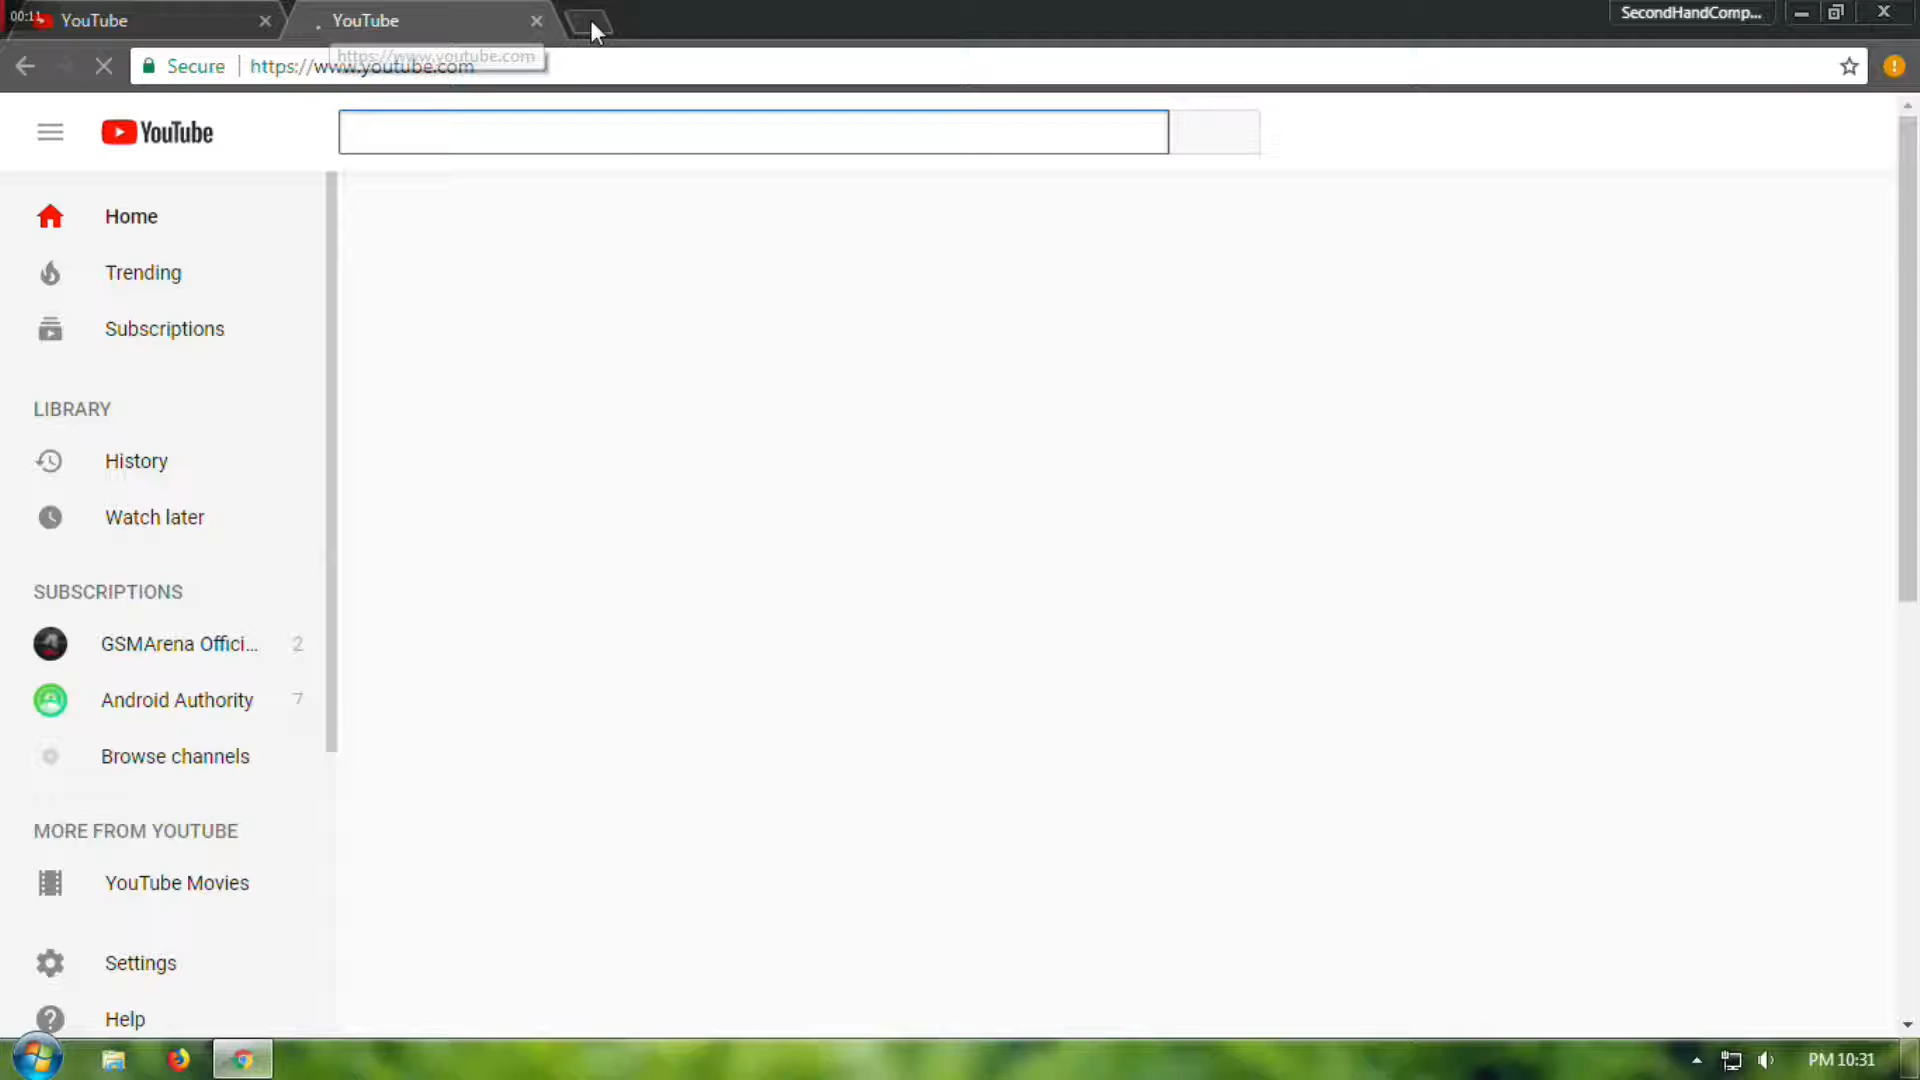 00:11
YouTube
YouTube
SecondHandComp...
https://www.youtube.com
Secure
https://www.youtube.com
YouTube
Home
Trending
Subscriptions
LIBRARY
History
Watch later
SUBSCRIPTIONS
GSMArena Offici... 2
Android Authority 7
Browse channels
MORE FROM YOUTUBE
YouTube Movies
Settings
Help
PM 10:31